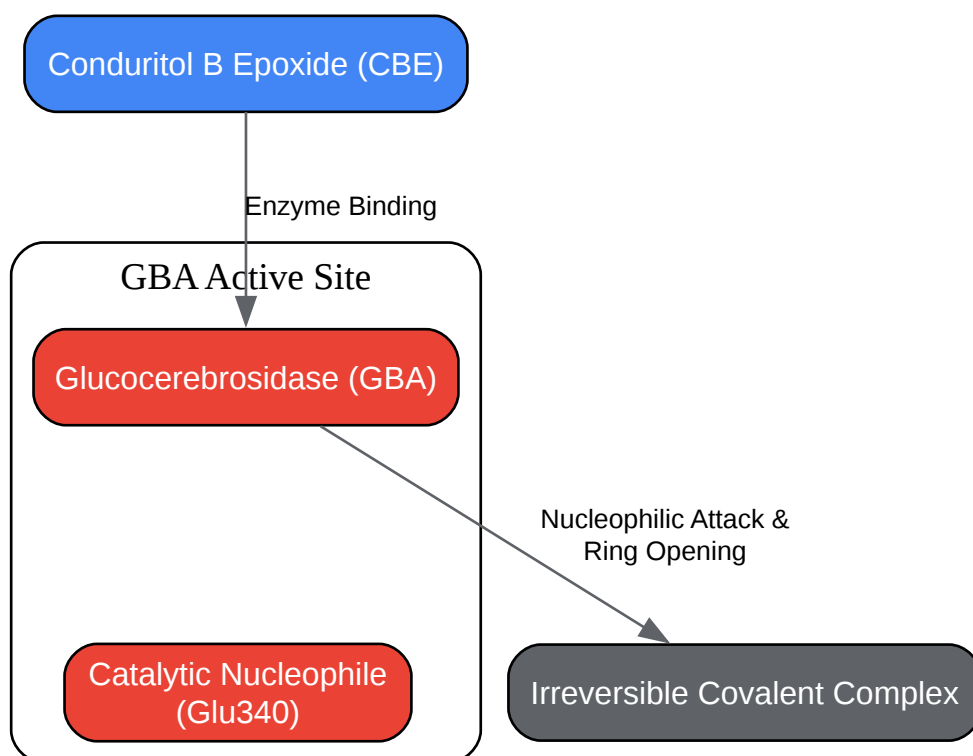 Conduritol B Epoxide (CBE)
Enzyme Binding
GBA Active Site
Glucocerebrosidase (GBA)
Nucleophilic Attack &
Ring Opening
Catalytic Nucleophile
(Glu340)
Irreversible Covalent Complex